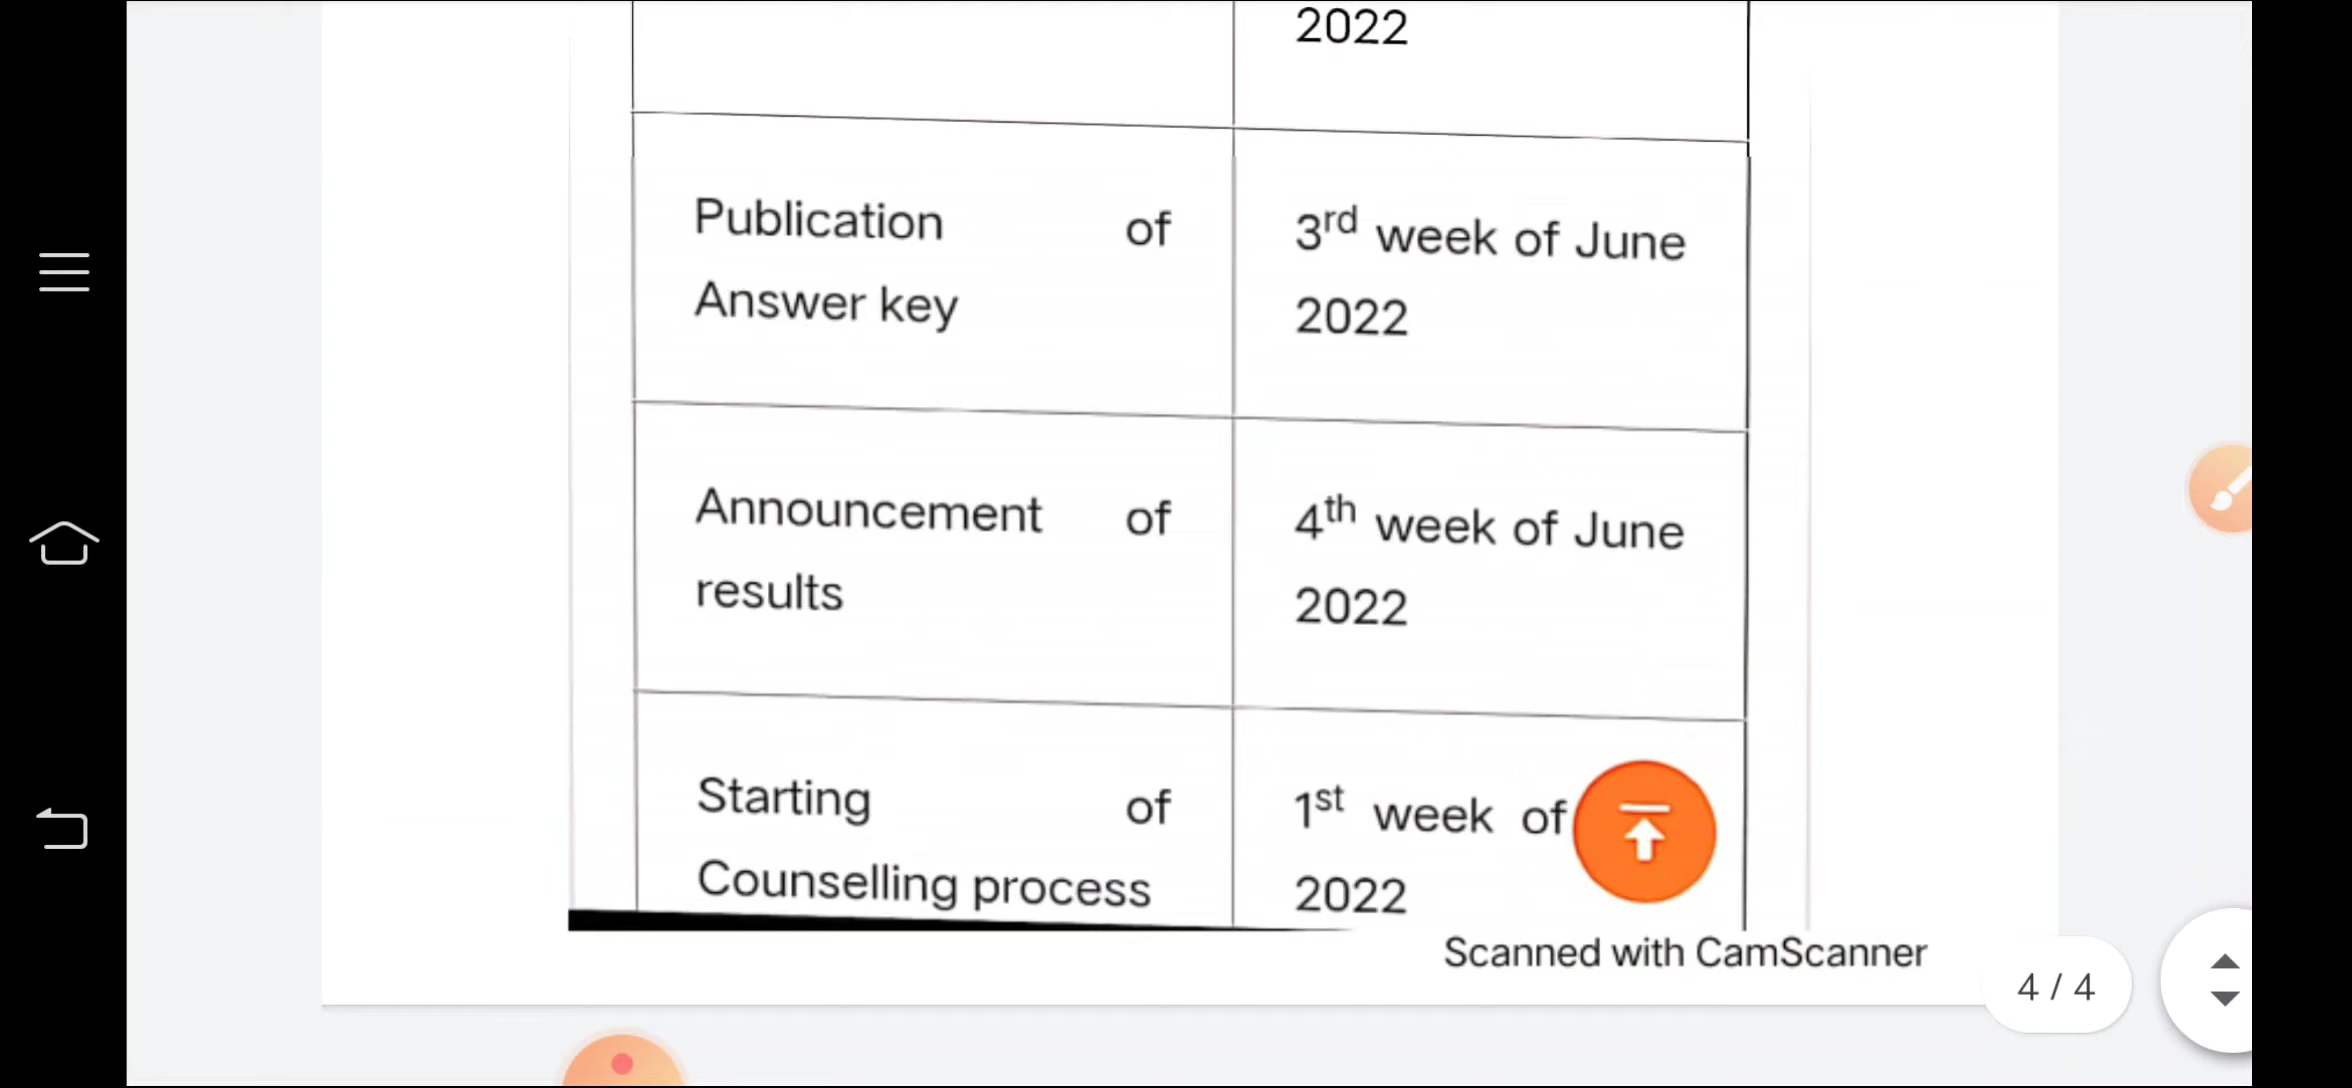 2022
Publication of
Answer key
3rd week of June
2022
Announcement of
results
4th week of June
2022
Starting of
Counselling process
1st week of
2022
Scanned with CamScanner
4 / 4